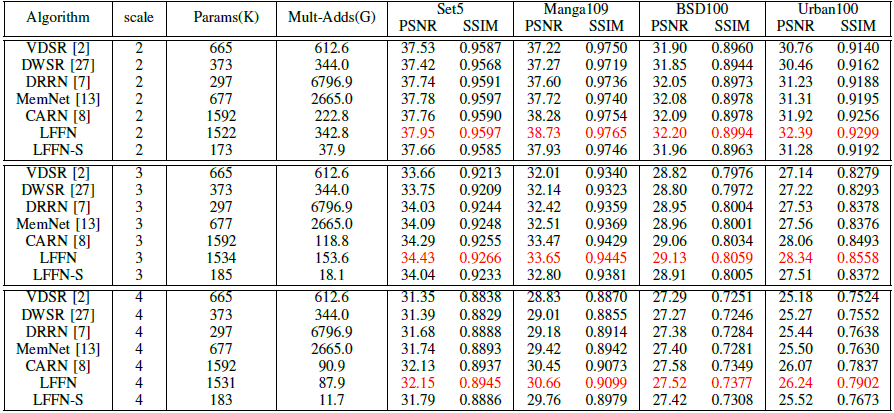 Algorithm scale Params(K) Mult-Adds(G) Set5 Manga109 BSD100 Urban100
PSNR SSIM PSNR SSIM PSNR SSIM PSNR SSIM
VDSR [2] 2 665 612.6 37.53 0.9587 37.22 0.9750 31.90 0.8960 30.76 0.9140
DWSR [27] 2 373 344.0 37.42 0.9568 37.27 0.9719 31.85 0.8944 30.46 0.9162
DRRN [7] 2 297 6796.9 37.74 0.9591 37.60 0.9736 32.05 0.8973 31.23 0.9188
MemNet [13] 2 677 2665.0 37.78 0.9597 37.72 0.9740 32.08 0.8978 31.31 0.9195
CARN [8] 2 1592 222.8 37.76 0.9590 38.28 0.9754 32.09 0.8978 31.92 0.9256
LFFN 2 1522 342.8 37.95 0.9597 38.73 0.9765 32.20 0.8994 32.39 0.9299
LFFN-S 2 173 37.9 37.66 0.9585 37.93 0.9746 31.96 0.8963 31.28 0.9192
VDSR [2] 3 665 612.6 33.66 0.9213 32.01 0.9340 28.82 0.7976 27.14 0.8279
DWSR [27] 3 373 344.0 33.75 0.9209 32.14 0.9323 28.80 0.7972 27.22 0.8293
DRRN [7] 3 297 6796.9 34.03 0.9244 32.42 0.9359 28.95 0.8004 27.53 0.8378
MemNet [13] 3 677 2665.0 34.09 0.9248 32.51 0.9369 28.96 0.8001 27.56 0.8376
CARN [8] 3 1592 118.8 34.29 0.9255 33.47 0.9429 29.06 0.8034 28.06 0.8493
LFFN 3 1534 153.6 34.43 0.9266 33.65 0.9445 29.13 0.8059 28.34 0.8558
LFFN-S 3 185 18.1 34.04 0.9233 32.80 0.9381 28.91 0.8005 27.51 0.8372
VDSR [2] 4 665 612.6 31.35 0.8838 28.83 0.8870 27.29 0.7251 25.18 0.7524
DWSR [27] 4 373 344.0 31.39 0.8829 29.01 0.8855 27.27 0.7246 25.27 0.7552
DRRN [7] 4 297 6796.9 31.68 0.8888 29.18 0.8914 27.38 0.7284 25.44 0.7638
MemNet [13] 4 677 2665.0 31.74 0.8893 29.42 0.8942 27.40 0.7281 25.50 0.7630
CARN [8] 4 1592 90.9 32.13 0.8937 30.45 0.9073 27.58 0.7349 26.07 0.7837
LFFN 4 1531 87.9 32.15 0.8945 30.66 0.9099 27.52 0.7377 26.24 0.7902
LFFN-S 4 183 11.7 31.79 0.8886 29.76 0.8979 27.42 0.7308 25.52 0.7673